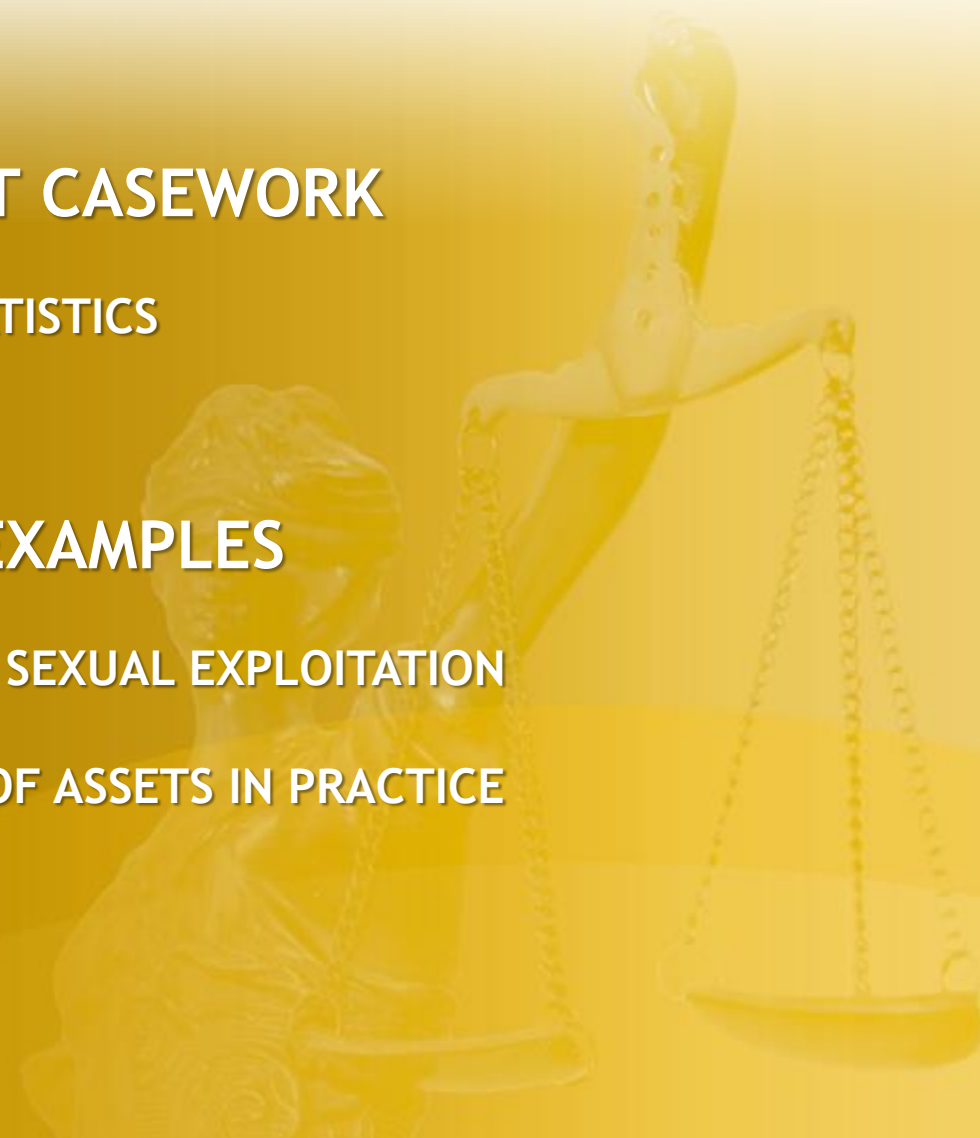 T CASEWORK
TISTICS
EXAMPLES
SEXUAL EXPLOITATION
OF ASSETS IN PRACTICE